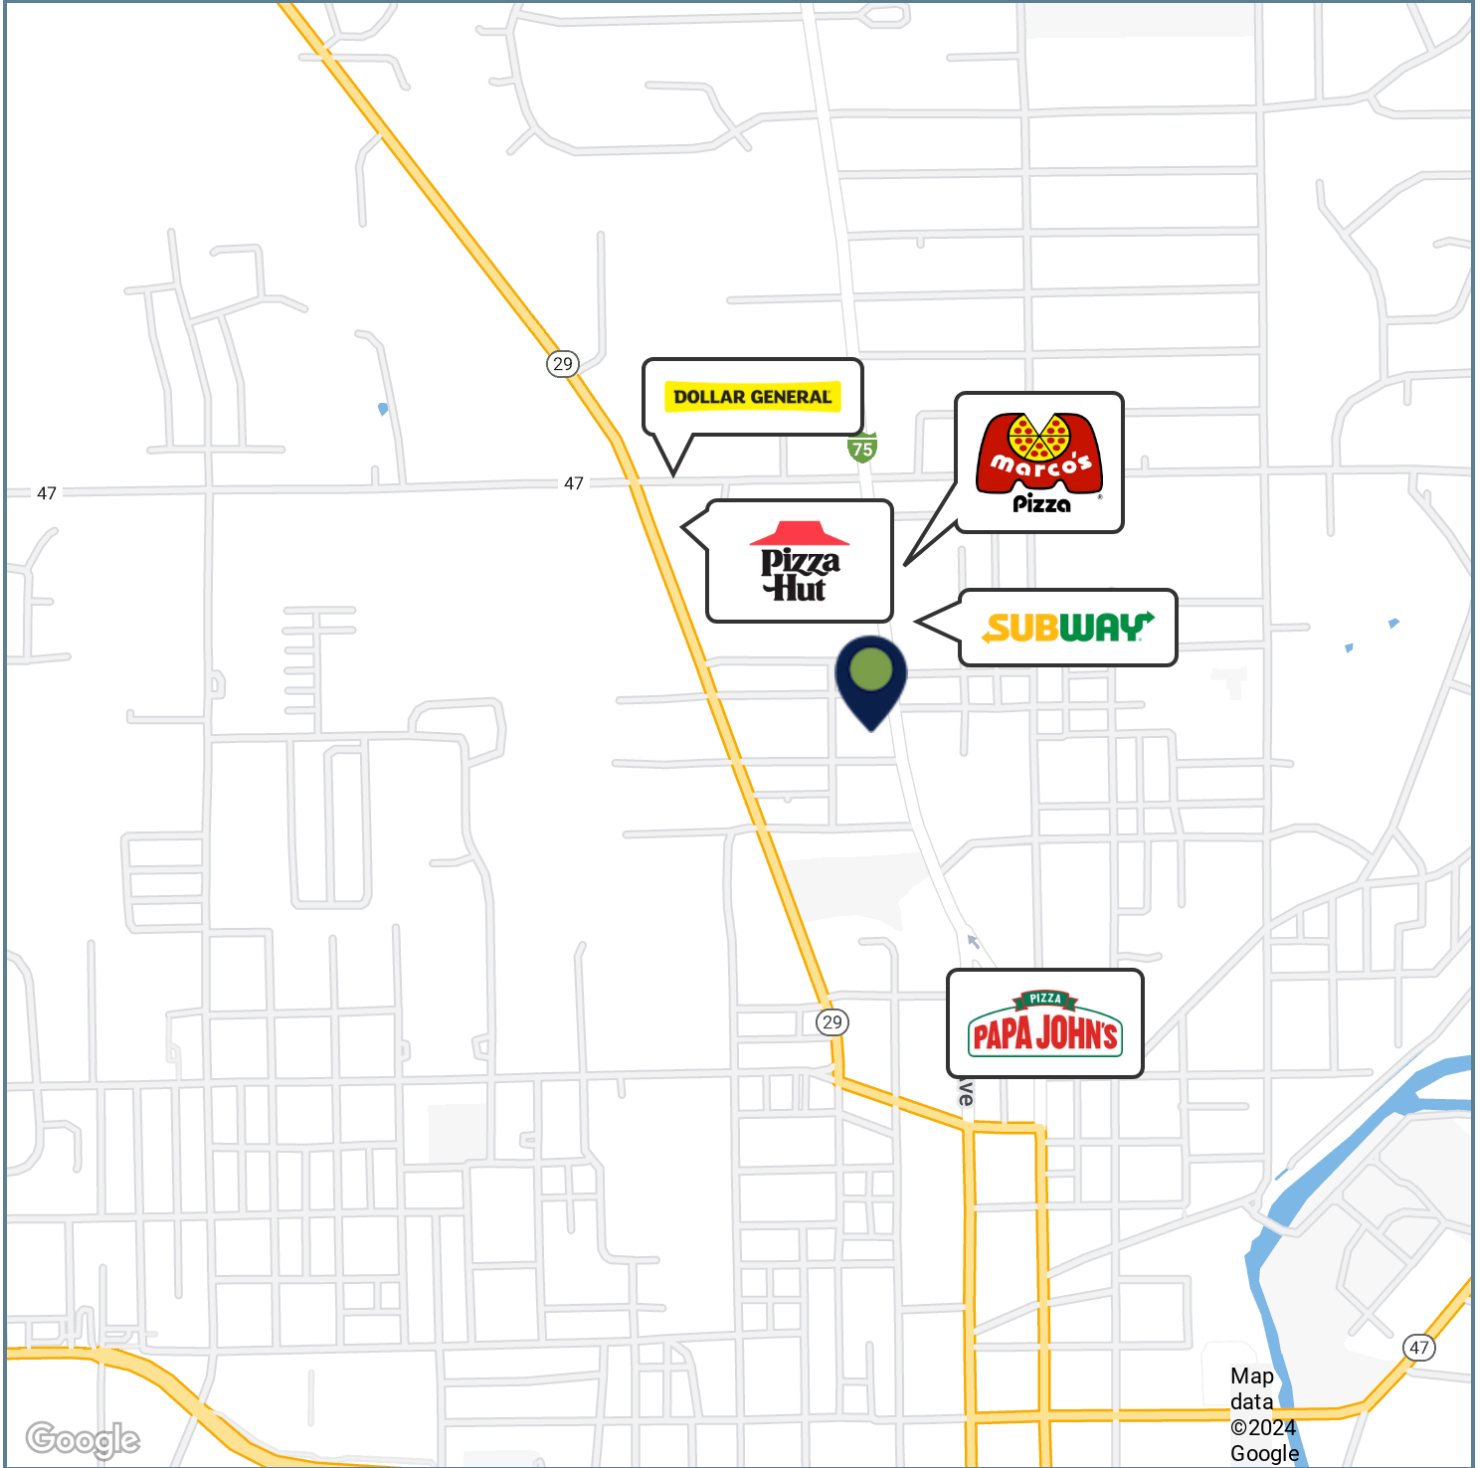 29
DOLLAR GENERAL
75
marco's
Pizza
47
47
Pizza
Hut
SUBWAY
29
PIZZA
PAPA JOHN'S
ve
47
Map
data
©2024
Google
Google